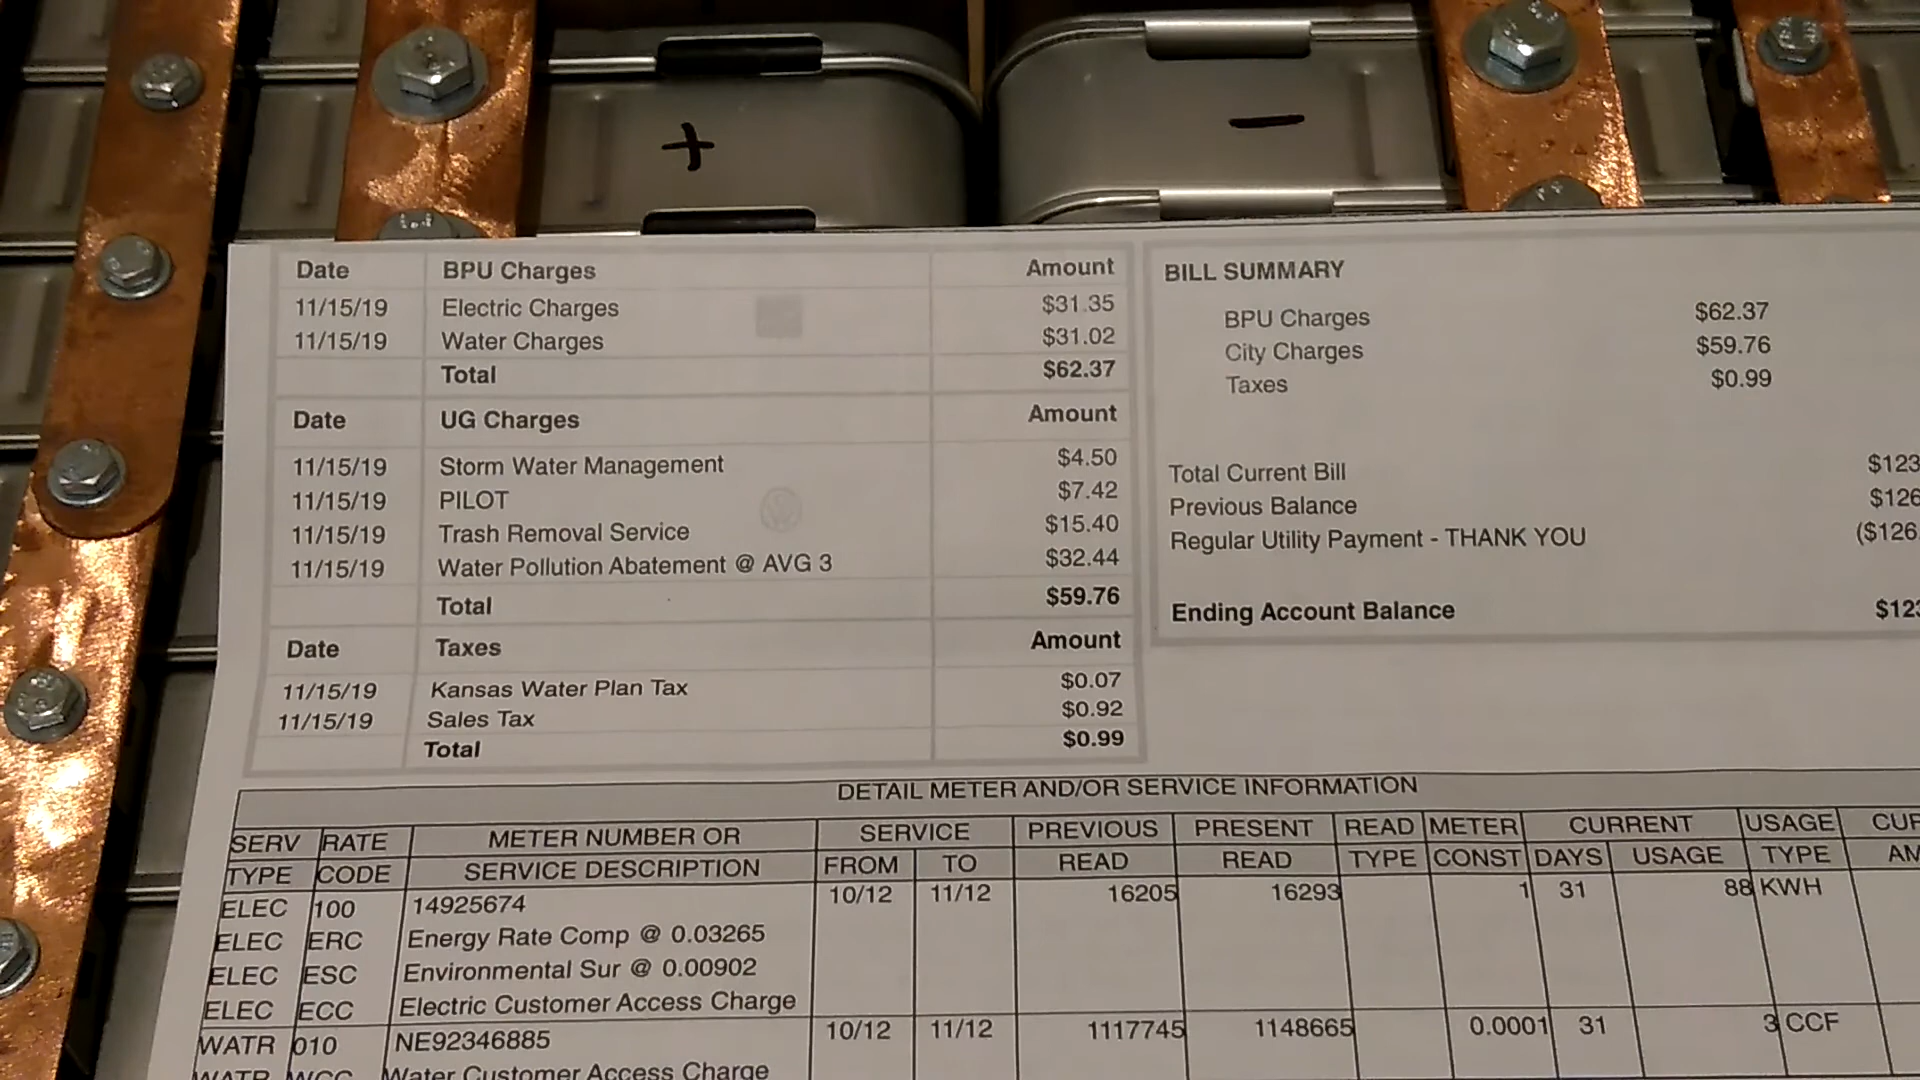 + -
Date BPU Charges Amount
11/15/19 Electric Charges $31.35
11/15/19 Water Charges $31.02
Total $62.37
Date UG Charges Amount
11/15/19 Storm Water Management $4.50
11/15/19 PILOT $7.42
11/15/19 Trash Removal Service $15.40
11/15/19 Water Pollution Abatement @ AVG 3 $32.44
Total $59.76
Date Taxes Amount
11/15/19 Kansas Water Plan Tax $0.07
11/15/19 Sales Tax $0.92
Total $0.99
BILL SUMMARY
BPU Charges $62.37
City Charges $59.76
Taxes $0.99
Total Current Bill $123
Previous Balance $126
Regular Utility Payment - THANK YOU ($126.
Ending Account Balance $123
DETAIL METER AND/OR SERVICE INFORMATION
SERV RATE METER NUMBER OR SERVICE PREVIOUS PRESENT READ METER CURRENT USAGE CUR
TYPE CODE SERVICE DESCRIPTION FROM TO READ READ TYPE CONST DAYS USAGE TYPE AM
ELEC 100 14925674 10/12 11/12 16205 16293 1 31 88 KWH
ELEC ERC Energy Rate Comp @ 0.03265
ELEC ESC Environmental Sur @ 0.00902
ELEC ECC Electric Customer Access Charge
WATR 010 NE92346885 10/12 11/12 1117745 1148665 0.0001 31 3 CCF
WATR WCC Water Customer Access Charge